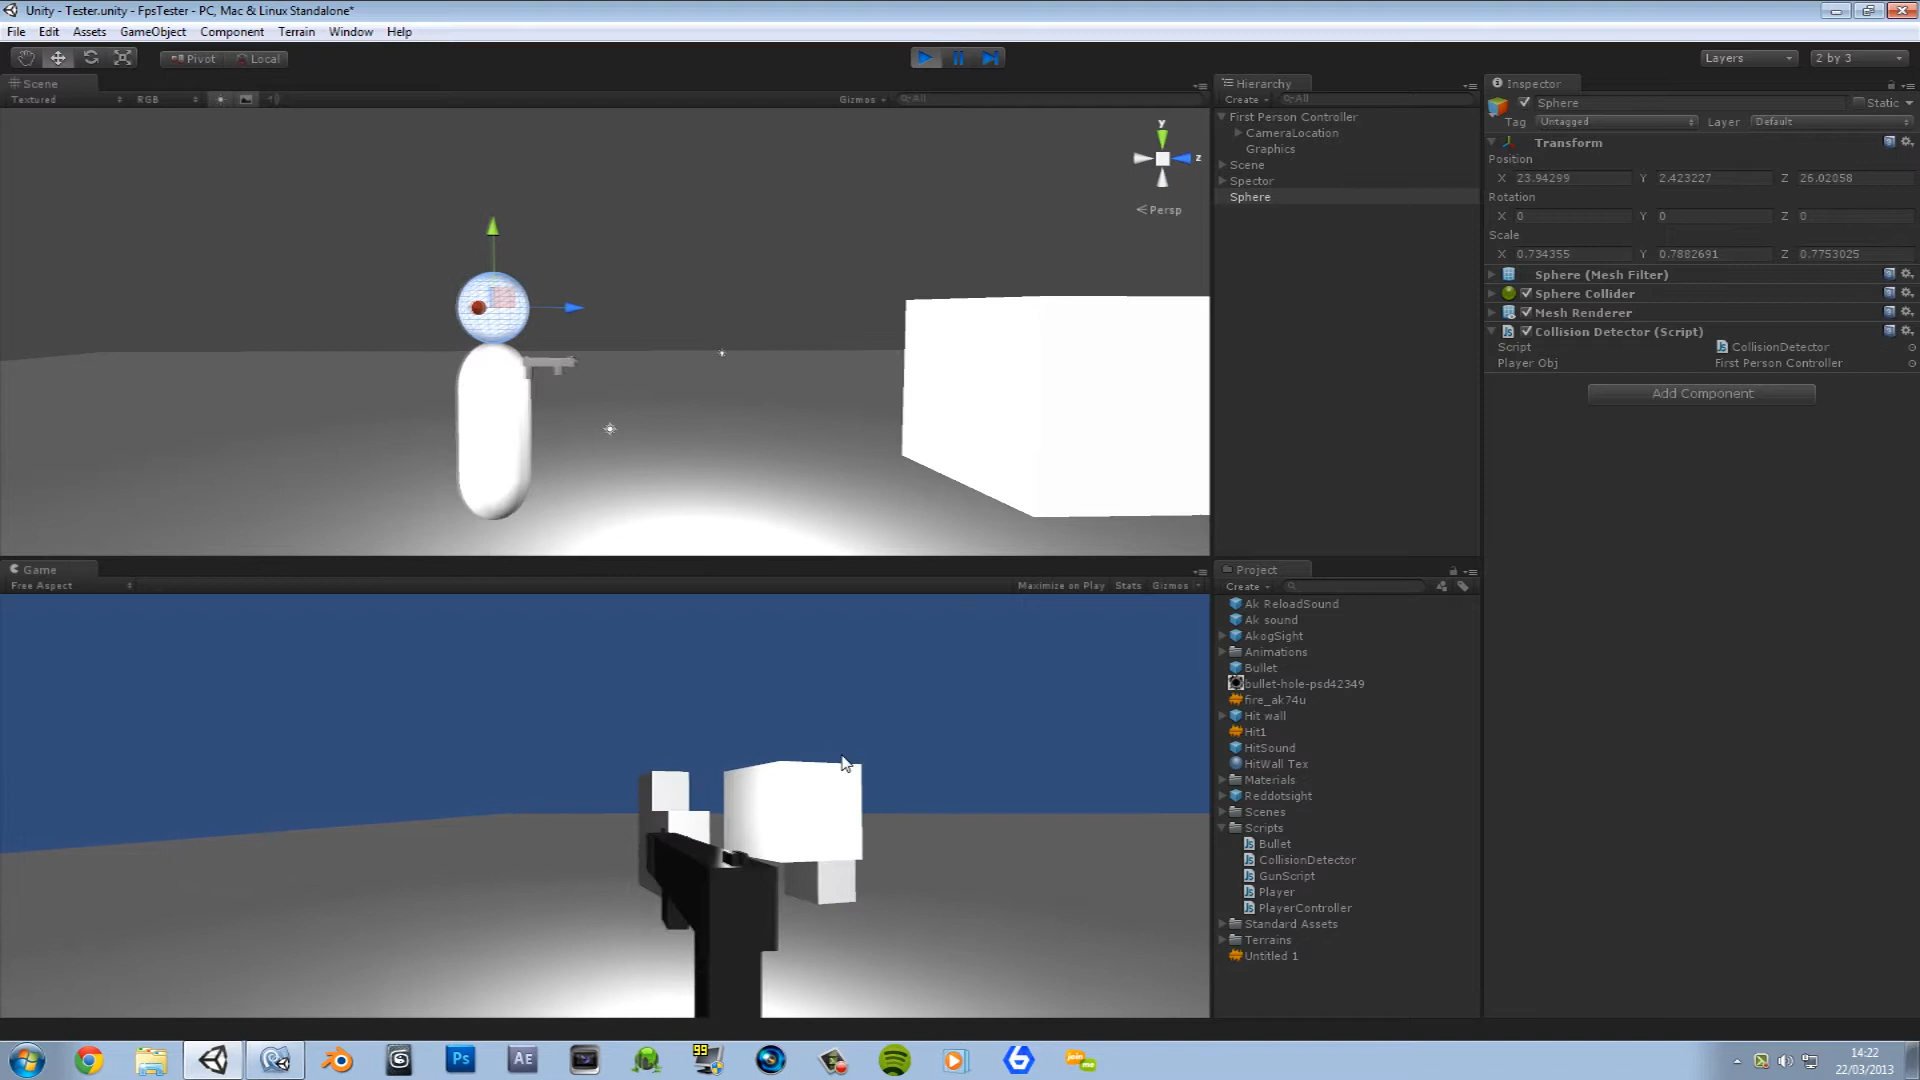 Unity - Tester.unity - FpsTester - PC, Mac & Linux Standalone*
File Edit Assets GameObject Component Terrain Window Help
Pivot Local
Layers
2 by 3
Scene
Textured RGB
Gizmos All
y
z
Persp
Hierarchy
Create All
First Person Controller
CameraLocation
Graphics
Scene
Spector
Sphere
Inspector
Sphere Static
Tag Untagged Layer Default
Transform
Position
X 23.94299 Y 2.423227 Z 26.02058
Rotation
X 0 Y 0 Z 0
Scale
X 0.734355 Y 0.7882691 Z 0.7753025
Sphere (Mesh Filter)
Sphere Collider
Mesh Renderer
Collision Detector (Script)
Script CollisionDetector
Player Obj First Person Controller
Add Component
Game
Free Aspect
Maximize on Play Stats Gizmos
Project
Create
Ak ReloadSound
Ak sound
AkogSight
Animations
Bullet
bullet-hole-psd42349
fire_ak74u
Hit wall
Hit1
HitSound
HitWall Tex
Materials
Reddotsight
Scenes
Scripts
Bullet
CollisionDetector
GunScript
Player
PlayerController
Standard Assets
Terrains
Untitled 1
Ps
AE
99
join
me
14:22
22/03/2013